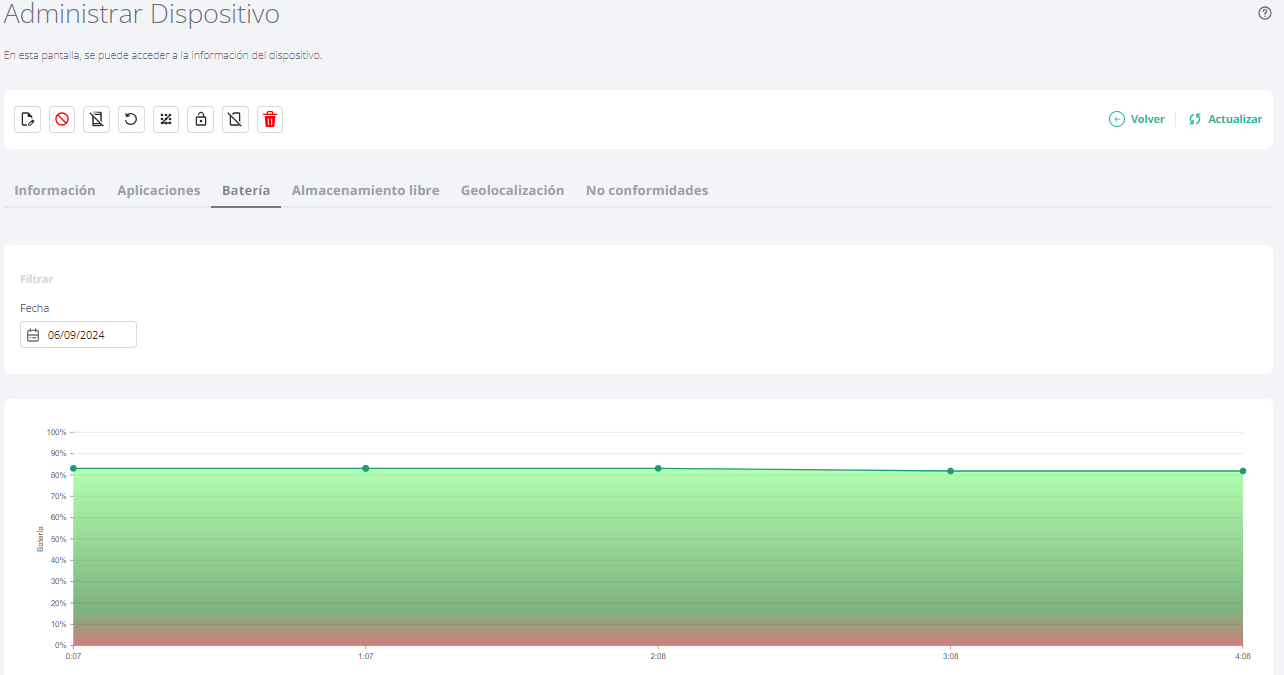 Administrar Dispositivo
En esta pantalla, se puede acceder a la información del dispositivo.
Volver Actualizar
Información Aplicaciones Batería Almacenamiento libre Geolocalización No conformidades
Filtrar
Fecha
06/09/2024
100%
90%
80%
70%
60%
50%
40%
30%
20%
10%
0%
Batería
0:07 1:07 2:08 3:08 4:08